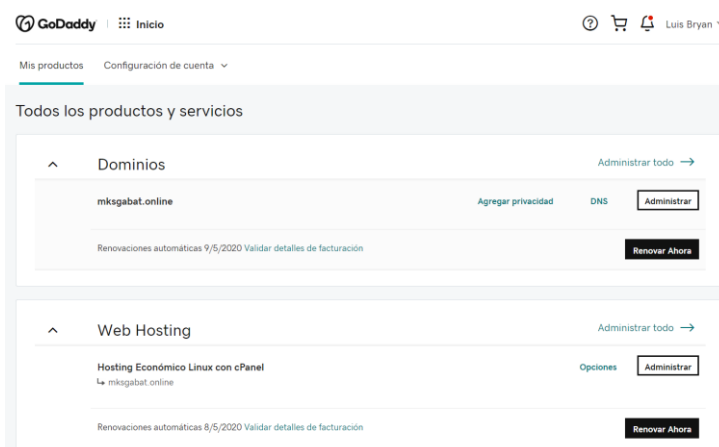 GoDaddy Inicio Luis Bryan
Mis productos Configuración de cuenta
Todos los productos y servicios
Dominios Administrar todo →
mksgabat.online Agregar privacidad DNS Administrar
Renovaciones automáticas 9/5/2020 Validar detalles de facturación Renovar Ahora
Web Hosting Administrar todo →
Hosting Económico Linux con cPanel Opciones Administrar
↳ mksgabat.online
Renovaciones automáticas 8/5/2020 Validar detalles de facturación Renovar Ahora